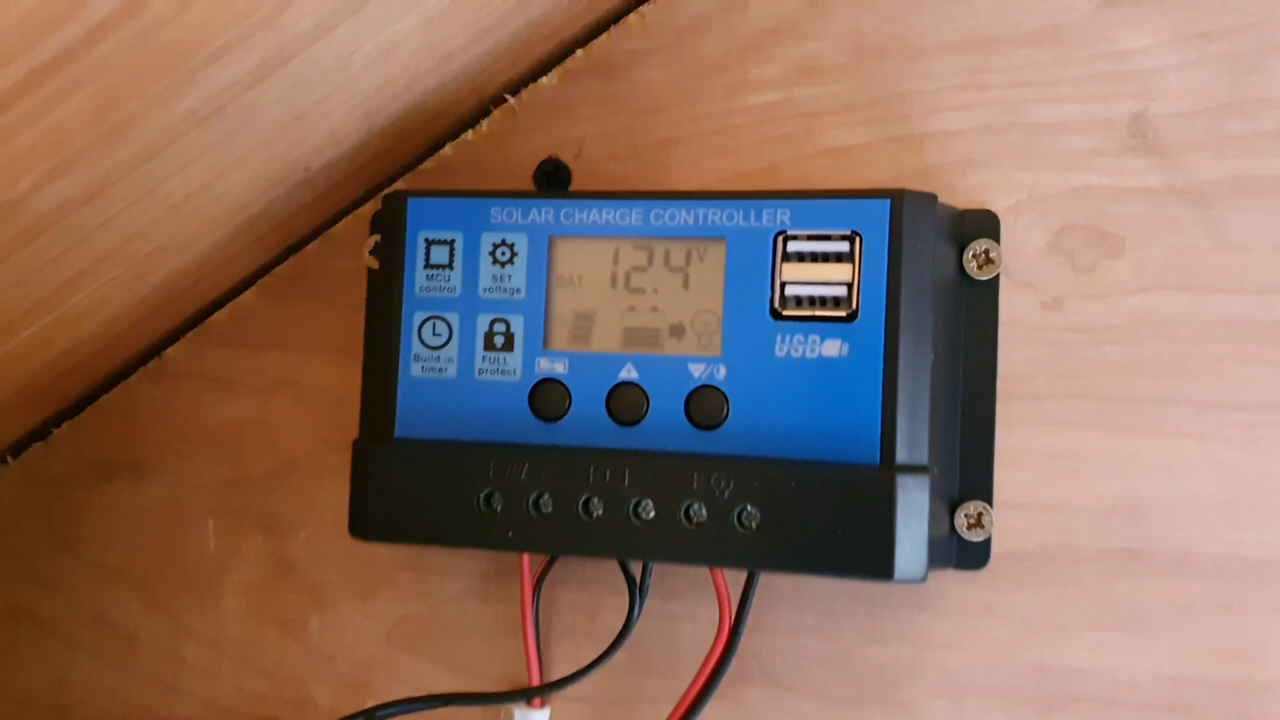 SOLAR CHARGE CONTROLLER
MCU
control
SET
voltage
Build-in
timer
FULL
protect
BAT
12.4 V
USB